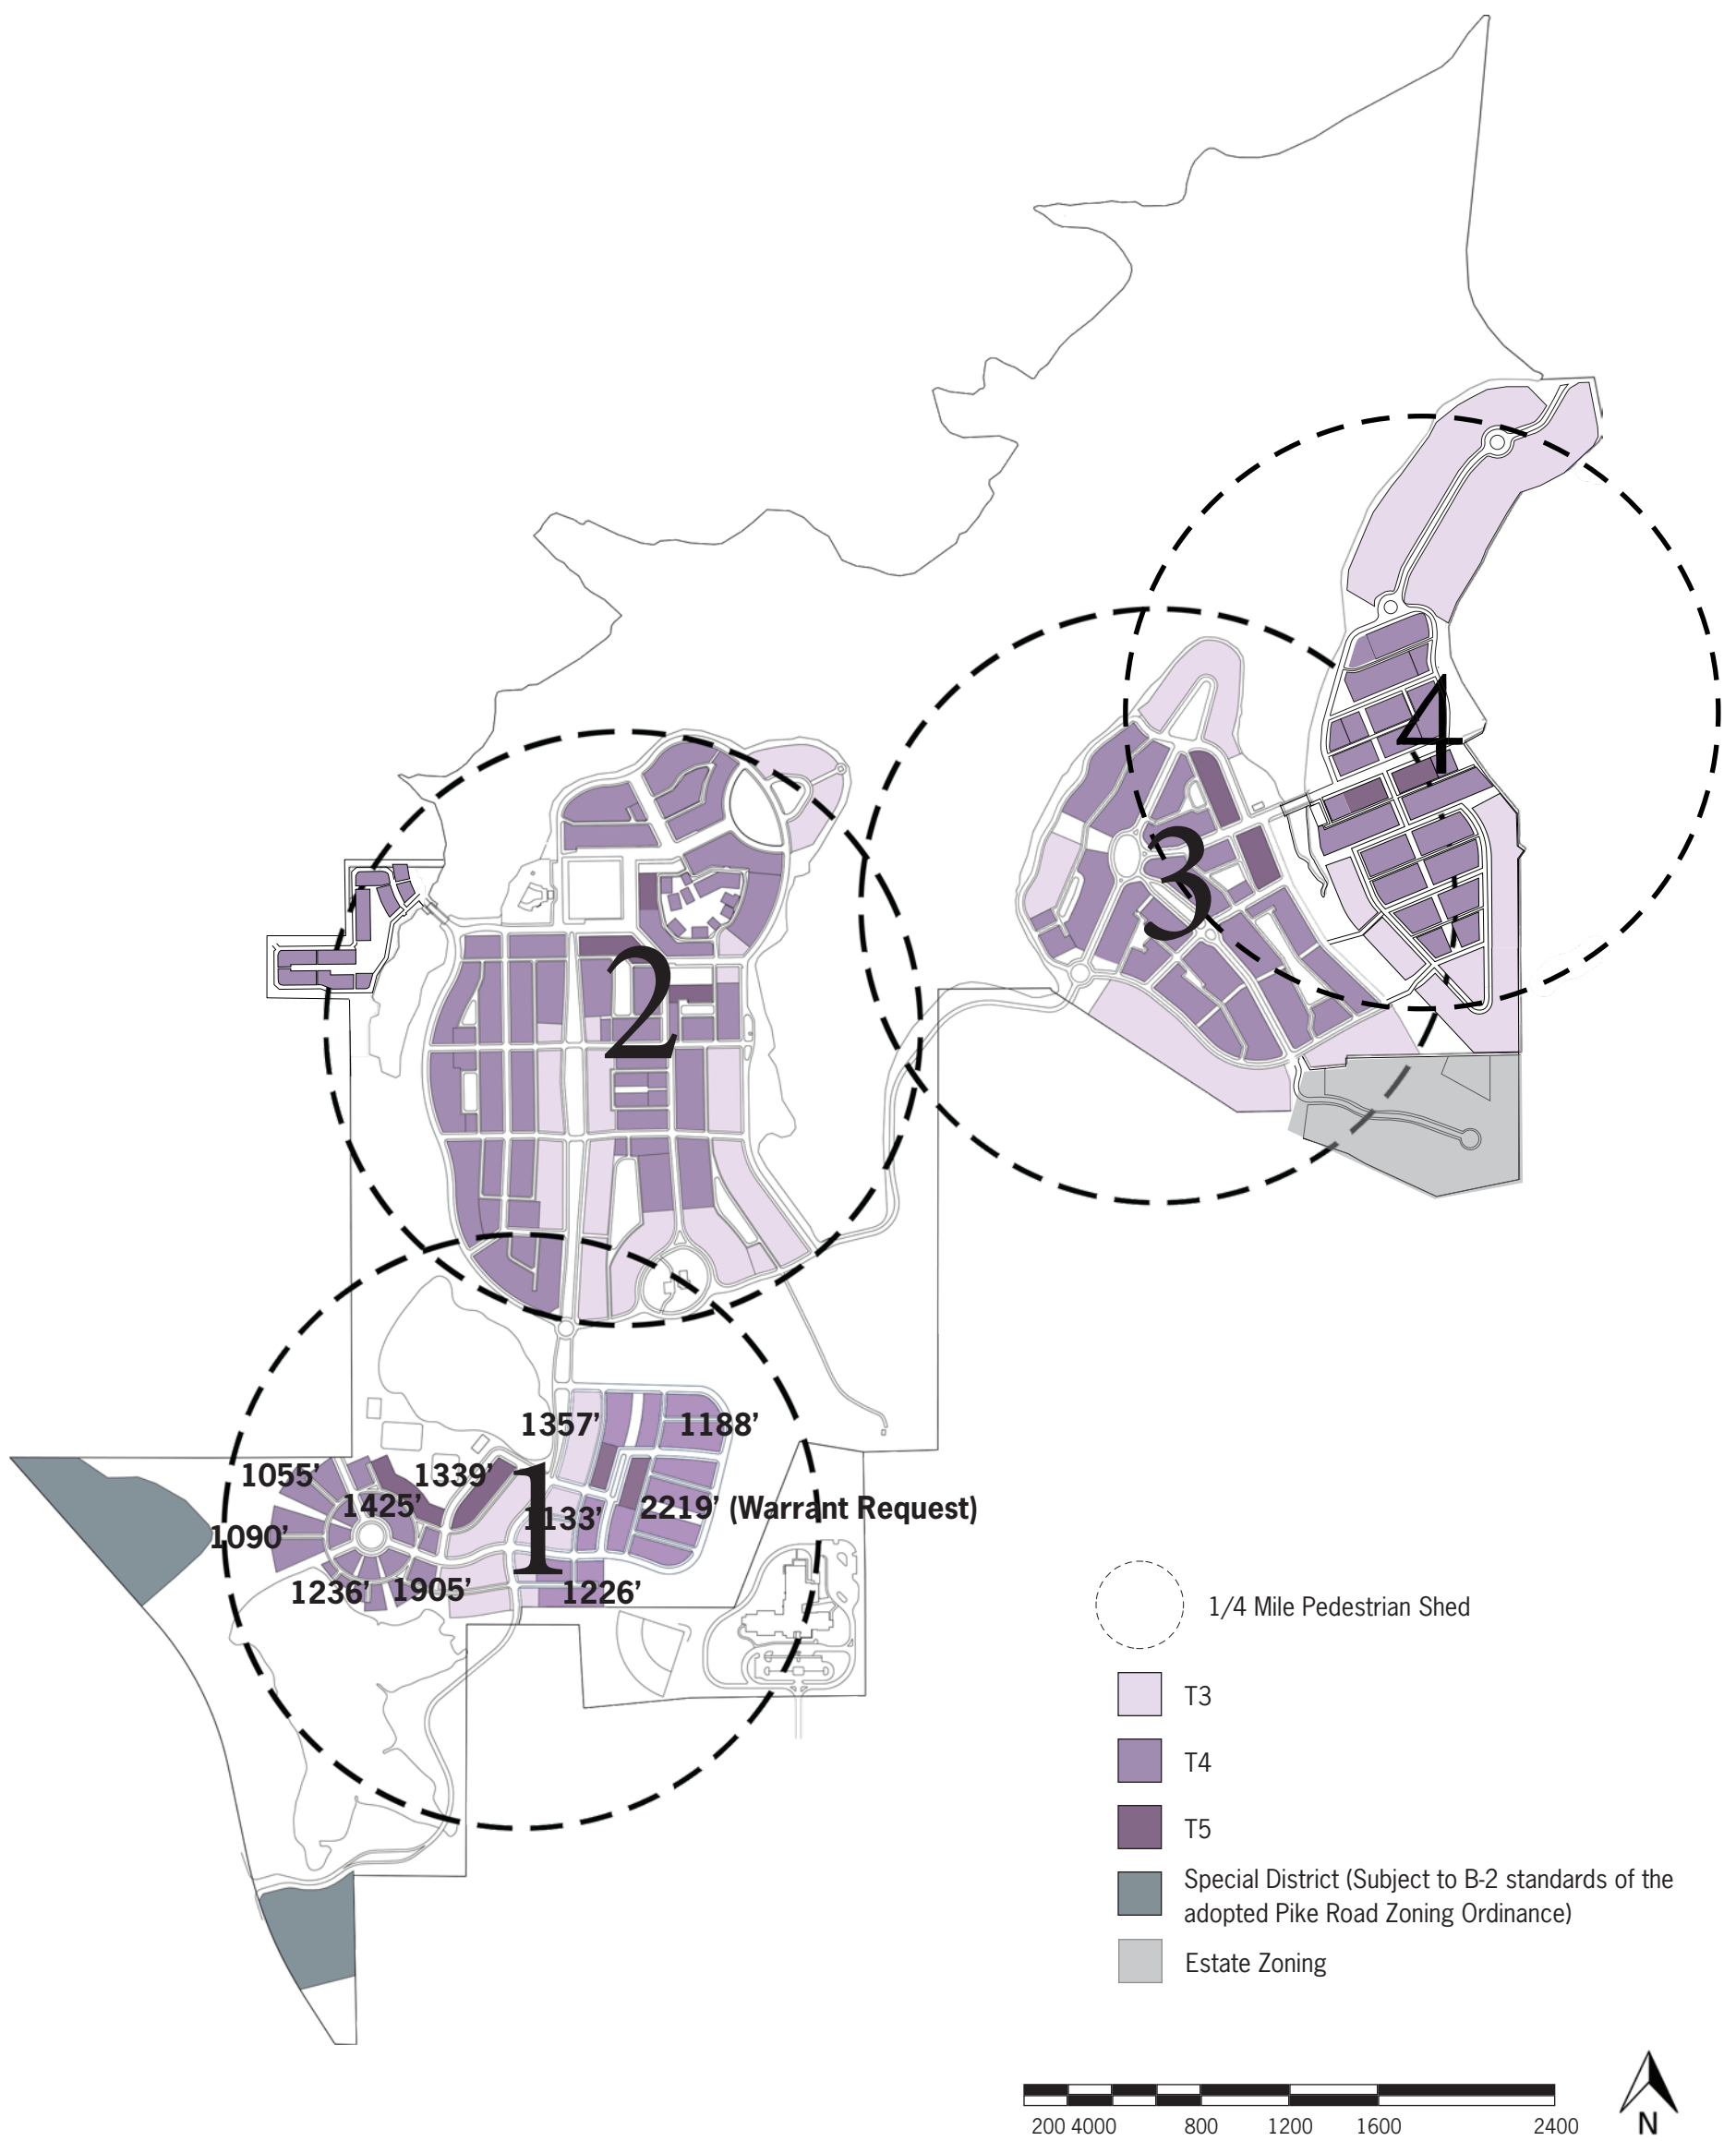 4
3
2
1357’
1188’
1055’
1339’
1
1425’
1133’
2219’ (Warrant Request)
1090’
1236’
1905’
1226’
1/4 Mile Pedestrian Shed
T3
T4
T5
Special District (Subject to B-2 standards of the
adopted Pike Road Zoning Ordinance)
Estate Zoning
200 4000 800 1200 1600 2400
N